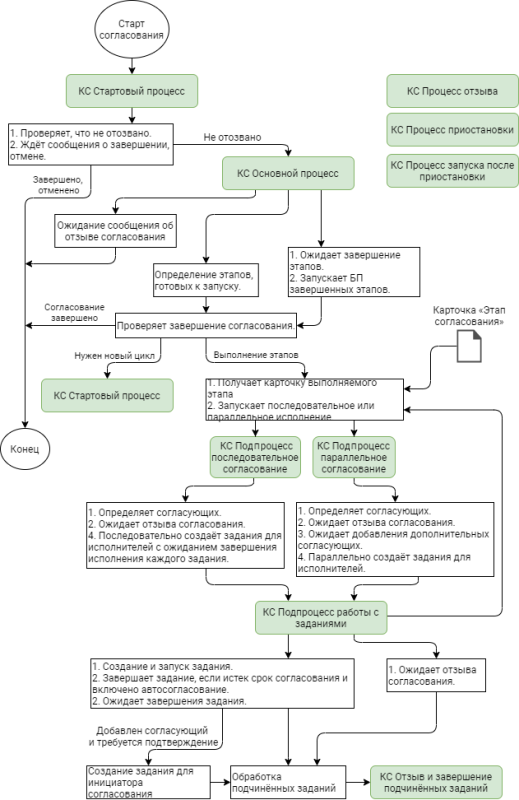 Старт
согласования
КС Стартовый процесс
КС Процесс отзыва
КС Процесс приостановки
КС Процесс запуска после
приостановки
1. Проверяет, что не отозвано.
2. Ждёт сообщения о завершении,
отмене.
Не отозвано
Завершено,
отменено
КС Основной процесс
Ожидание сообщения об
отзыве согласования
Определение этапов,
готовых к запуску.
1. Ожидает завершение
этапов.
2. Запускает БП
завершенных этапов.
Согласование
завершено
Проверяет завершение согласования.
Карточка «Этап
согласования»
Нужен новый цикл
Выполнение этапов
КС Стартовый процесс
1. Получает карточку выполняемого
этапа
2. Запускает последовательное или
параллельное исполнение
Конец
КС Подпроцесс
последовательное
согласование
КС Подпроцесс
параллельное
согласование
1. Определяет согласующих.
2. Ожидает отзыва согласования.
4. Последовательно создаёт задания для
исполнителей с ожиданием завершения
исполнения каждого задания.
1. Определяет согласующих.
2. Ожидает отзыва согласования.
3. Ожидает добавления дополнительных
согласующих.
4. Параллельно создаёт задания для
исполнителей.
КС Подпроцесс работы с
заданиями
1. Создание и запуск задания.
2. Завершает задание, если истек срок согласования и
включено автосогласование.
2. Ожидает завершения задания.
1. Ожидает отзыва
согласования.
Добавлен согласующий
и требуется подтверждение
Создание задания для
инициатора
согласования
Обработка
подчинённых заданий
КС Отзыв и завершение
подчинённых заданий